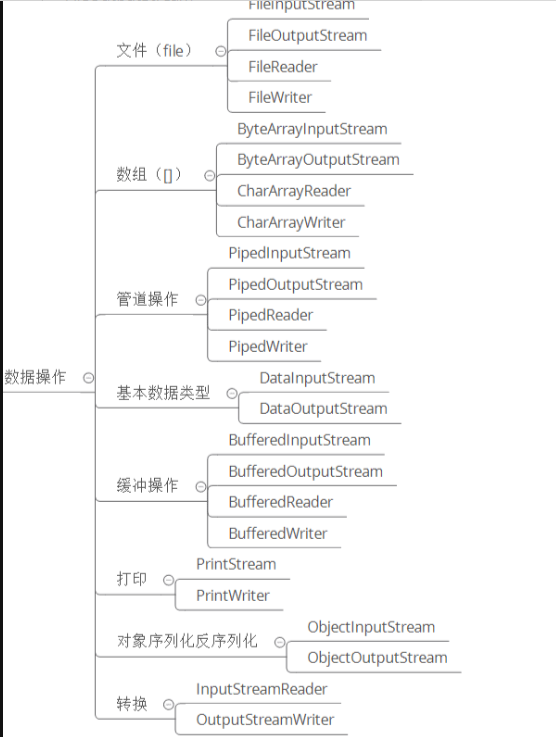 FileInputStream
文件（file）
FileOutputStream
FileReader
FileWriter
ByteArrayInputStream
ByteArrayOutputStream
数组（[]）
CharArrayReader
CharArrayWriter
PipedInputStream
PipedOutputStream
管道操作
PipedReader
PipedWriter
数据操作
基本数据类型
DataInputStream
DataOutputStream
BufferedInputStream
BufferedOutputStream
缓冲操作
BufferedReader
BufferedWriter
打印
PrintStream
PrintWriter
对象序列化反序列化
ObjectInputStream
ObjectOutputStream
转换
InputStreamReader
OutputStreamWriter